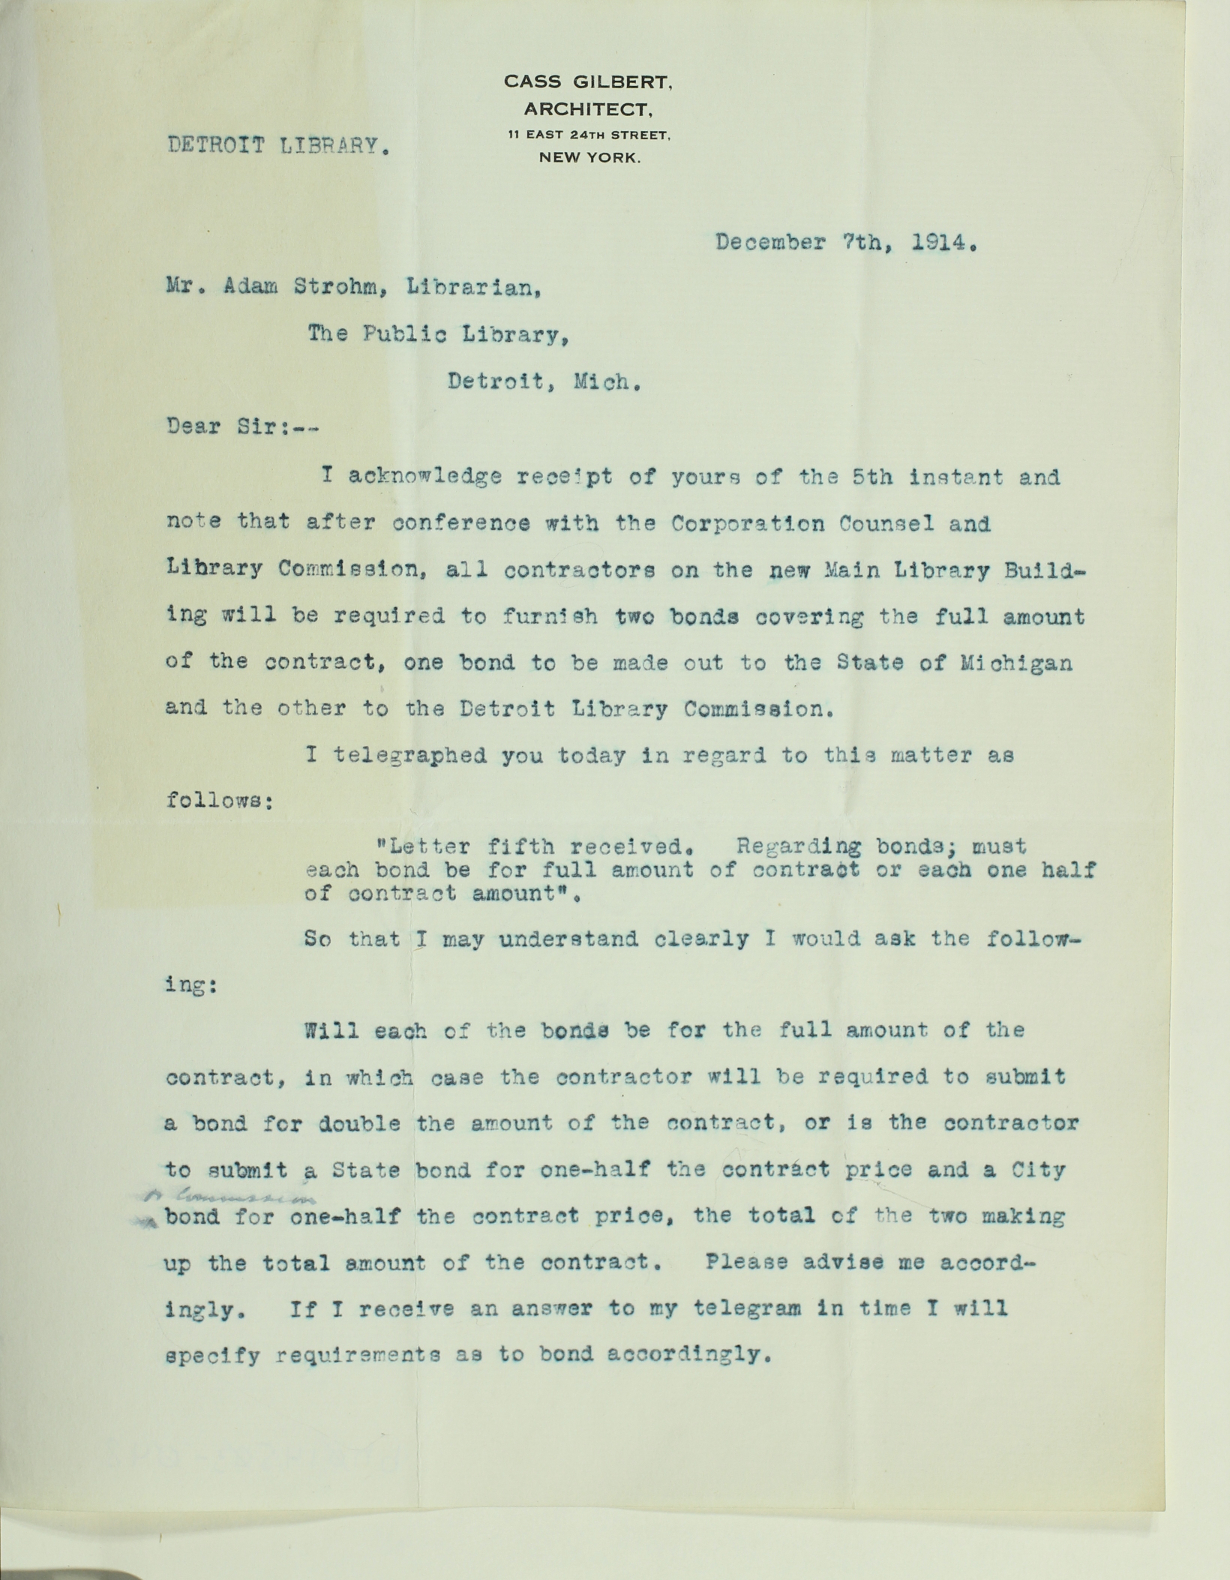 CASS GILBERT,
ARCHITECT,
11 EAST 24TH STREET,
NEW YORK.
DETROIT LIBRARY.
December 7th, 1914.
Mr. Adam Strohm, Librarian,
The Public Library,
Detroit, Mich.
Dear Sir:--
I acknowledge receipt of yours of the 5th instant and
note that after conference with the Corporation Counsel and
Library Commission, all contractors on the new Main Library Build-
ing will be required to furnish two bonds covering the full amount
of the contract, one bond to be made out to the State of Michigan
and the other to the Detroit Library Commission.
I telegraphed you today in regard to this matter as
follows:
"Letter fifth received. Regarding bonds; must
each bond be for full amount of contract or each one half
of contract amount".
So that I may understand clearly I would ask the follow-
ing:
Will each of the bonds be for the full amount of the
contract, in which case the contractor will be required to submit
a bond for double the amount of the contract, or is the contractor
to submit a State bond for one-half the contract price and a City
Commission
bond for one-half the contract price, the total of the two making
up the total amount of the contract. Please advise me accord-
ingly. If I receive an answer to my telegram in time I will
specify requirements as to bond accordingly.